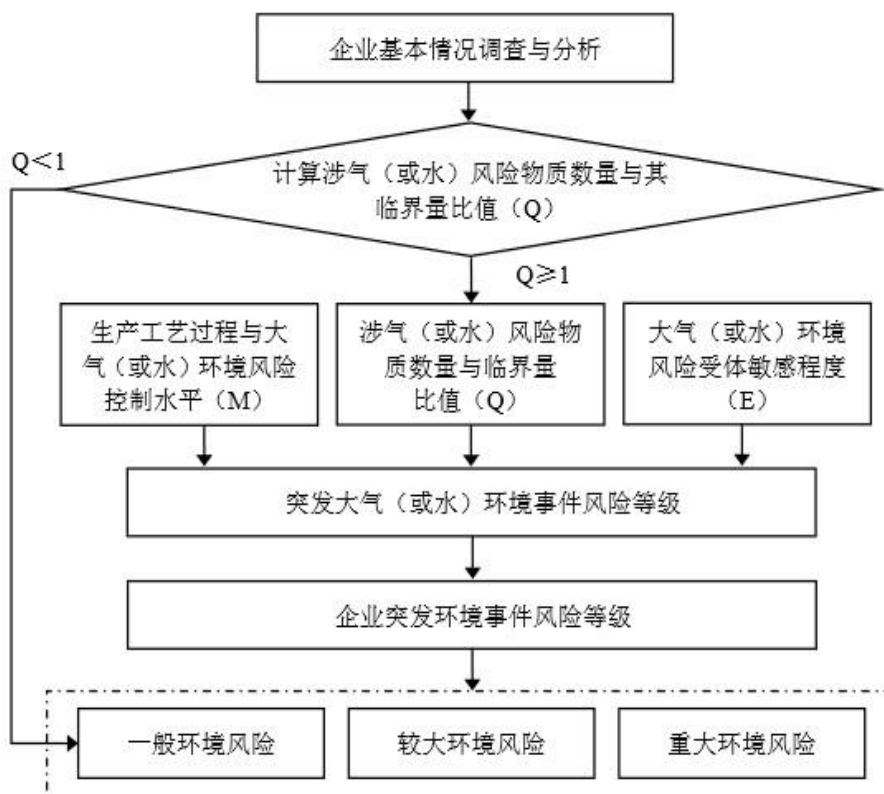 企业基本情况调查与分析
Q＜1
计算涉气（或水）风险物质数量与其
临界量比值（Q）
Q≥1
生产工艺过程与大
气（或水）环境风险
控制水平（M）
涉气（或水）风险物
质数量与临界量
比值（Q）
大气（或水）环境
风险受体敏感程度
（E）
突发大气（或水）环境事件风险等级
企业突发环境事件风险等级
一般环境风险
较大环境风险
重大环境风险